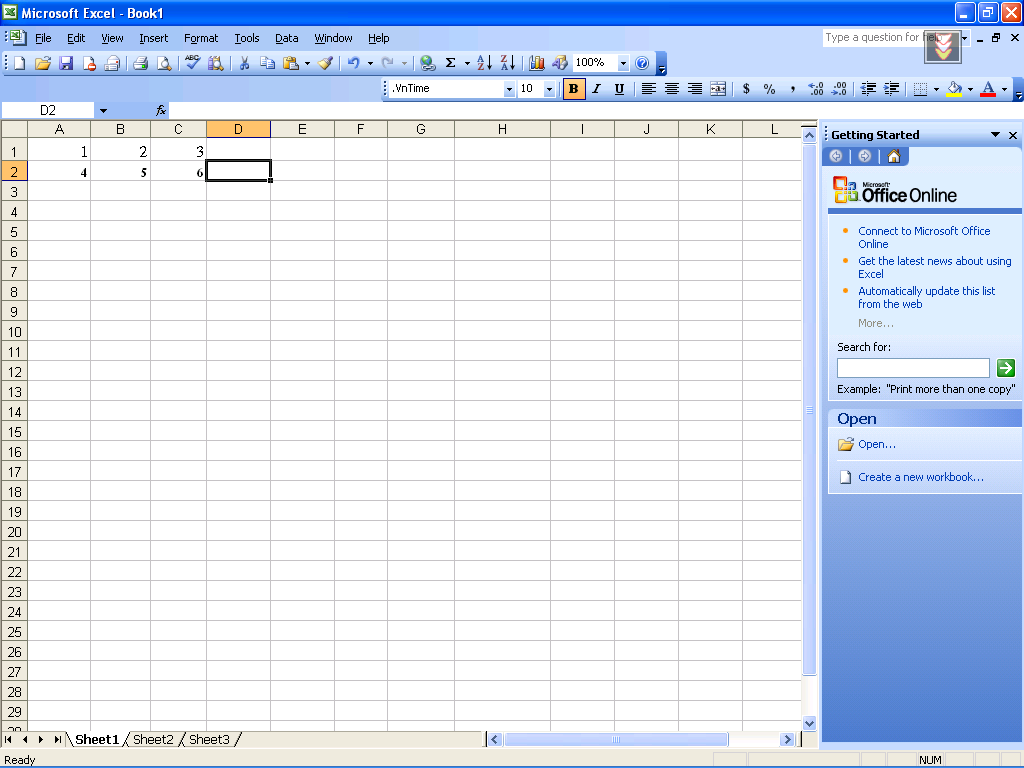 Microsoft Excel - Book1
File Edit View Insert Format Tools Data Window Help
Type a question for help
Σ 100%
.VnTime 10 B I U $ % ,
D2 fx
A B C D E F G H I J K L
1 1 2 3
2 4 5 6
3
4
5
6
7
8
9
10
11
12
13
14
15
16
17
18
19
20
21
22
23
24
25
26
27
28
29
Sheet1 Sheet2 Sheet3
Ready NUM
Getting Started
Microsoft
Office Online
Connect to Microsoft Office
Online
Get the latest news about using
Excel
Automatically update this list
from the web
More...
Search for:
Example: "Print more than one copy"
Open
Open...
Create a new workbook...